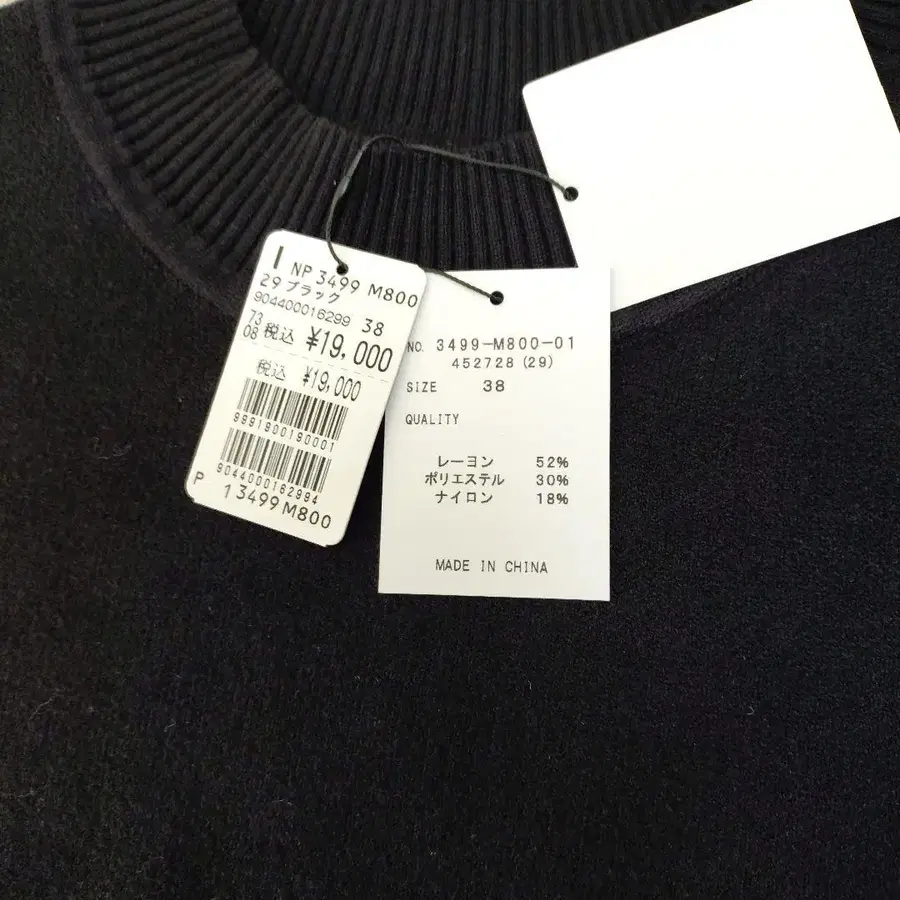 NP 3499 M800
29 ブラック
904400016299 38
73
08 税込 ¥19,000
税込 ¥19,000
9991900190001
9044000162994
P 13499 M800
NO. 3499-M800-01
452728 (29)
SIZE 38
QUALITY
レーヨン 52%
ポリエステル 30%
ナイロン 18%
MADE IN CHINA